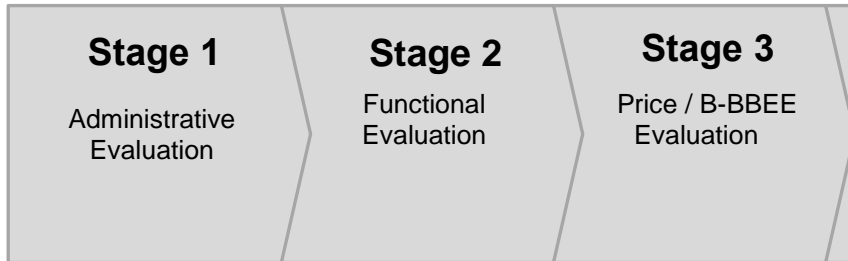 Stage 1
Administrative
Evaluation
Stage 2
Functional
Evaluation
Stage 3
Price / B-BBEE
Evaluation